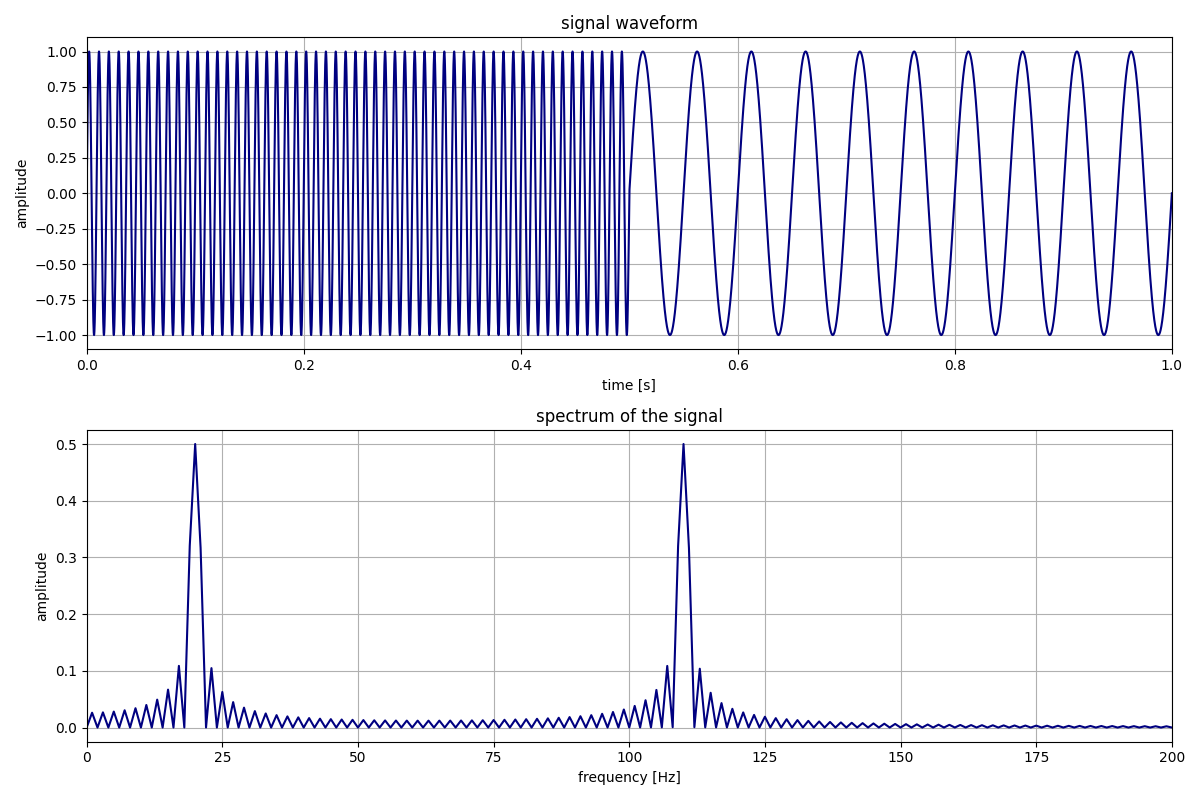 signal waveform
1.00
0.75
0.50
0.25
0.00
−0.25
−0.50
−0.75
−1.00
amplitude
0.0 0.2 0.4 0.6 0.8 1.0
time [s]
spectrum of the signal
0.5
0.4
0.3
0.2
0.1
0.0
amplitude
0 25 50 75 100 125 150 175 200
frequency [Hz]